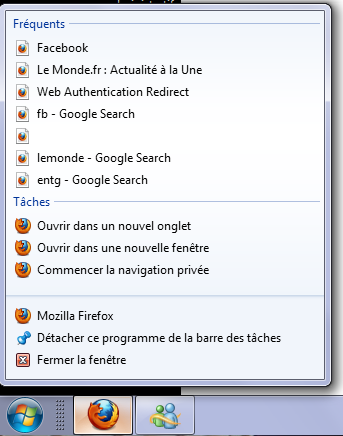 Fréquents
Facebook
Le Monde.fr : Actualité à la Une
Web Authentication Redirect
fb - Google Search
lemonde - Google Search
entg - Google Search
Tâches
Ouvrir dans un nouvel onglet
Ouvrir dans une nouvelle fenêtre
Commencer la navigation privée
Mozilla Firefox
Détacher ce programme de la barre des tâches
Fermer la fenêtre